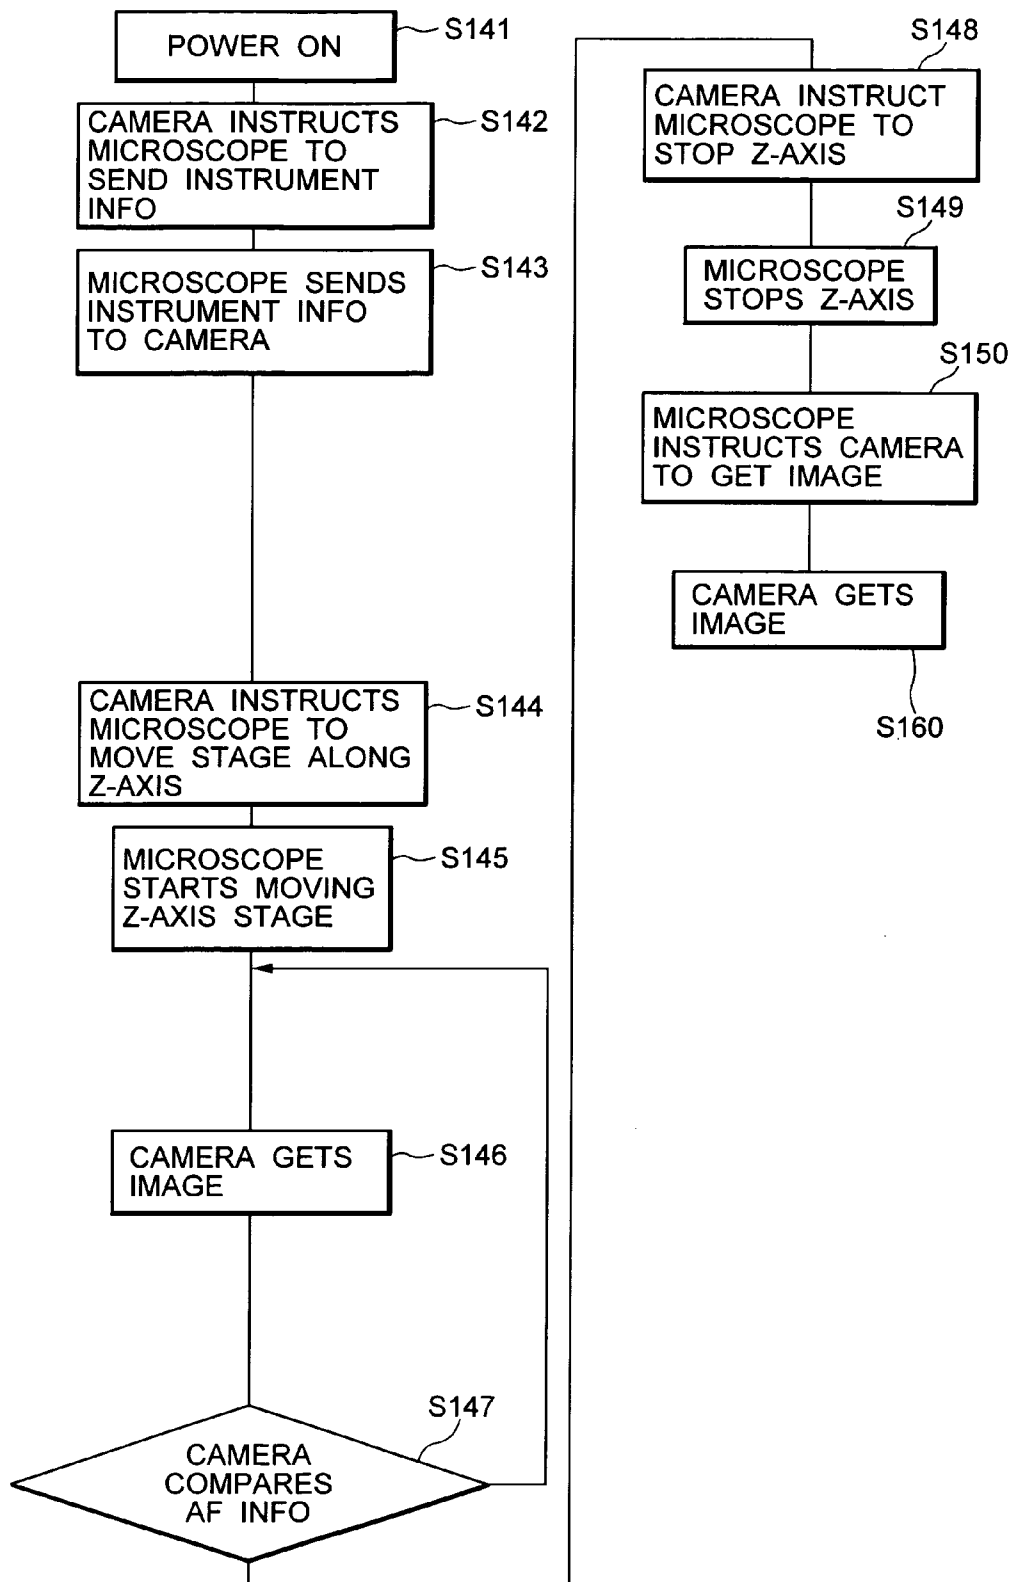 POWER ON
S141
CAMERA INSTRUCTS
MICROSCOPE TO
SEND INSTRUMENT
INFO
S142
MICROSCOPE SENDS
INSTRUMENT INFO
TO CAMERA
S143
CAMERA INSTRUCTS
MICROSCOPE TO
MOVE STAGE ALONG
Z-AXIS
S144
MICROSCOPE
STARTS MOVING
Z-AXIS STAGE
S145
CAMERA GETS
IMAGE
S146
CAMERA
COMPARES
AF INFO
S147
CAMERA INSTRUCT
MICROSCOPE TO
STOP Z-AXIS
S148
MICROSCOPE
STOPS Z-AXIS
S149
MICROSCOPE
INSTRUCTS CAMERA
TO GET IMAGE
S150
CAMERA GETS
IMAGE
S160